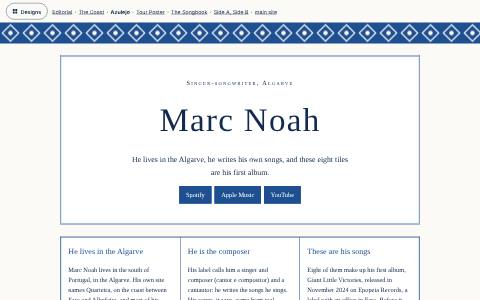 Designs Editorial · The Coast · Azulejo · Tour Poster · The Songbook · Side A, Side B · main site
Singer-songwriter, Algarve
Marc Noah
He lives in the Algarve, he writes his own songs, and these eight tiles
are his first album.
Spotify Apple Music YouTube
He lives in the Algarve
Marc Noah lives in the south of
Portugal, in the Algarve. His own site
names Quarteira, on the coast between
He is the composer
His label calls him a singer and
composer (cantor e compositor) and a
cantautor: he writes the songs he sings.
These are his songs
Eight of them make up his first album,
Giant Little Victories, released in
November 2024 on Epopeia Records, a